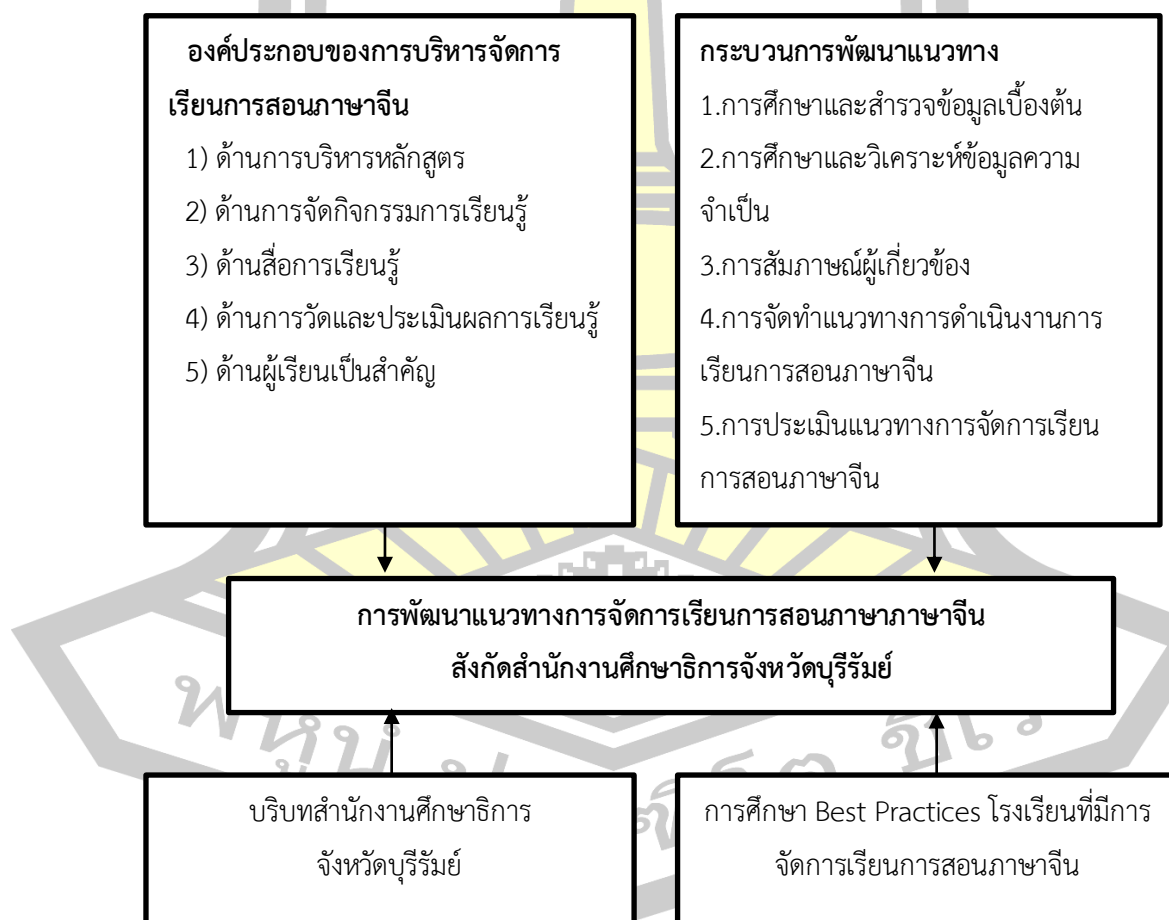 องค์ประกอบของการบริหารจัดการ
เรียนการสอนภาษาจีน
1) ด้านการบริหารหลักสูตร
2) ด้านการจัดกิจกรรมการเรียนรู้
3) ด้านสื่อการเรียนรู้
4) ด้านการวัดและประเมินผลการเรียนรู้
5) ด้านผู้เรียนเป็นสำคัญ
กระบวนการพัฒนาแนวทาง
1.การศึกษาและสำรวจข้อมูลเบื้องต้น
2.การศึกษาและวิเคราะห์ข้อมูลความ
จำเป็น
3.การสัมภาษณ์ผู้เกี่ยวข้อง
4.การจัดทำแนวทางการดำเนินงานการ
เรียนการสอนภาษาจีน
5.การประเมินแนวทางการจัดการเรียน
การสอนภาษาจีน
การพัฒนาแนวทางการจัดการเรียนการสอนภาษาภาษาจีน
สังกัดสำนักงานศึกษาธิการจังหวัดบุรีรัมย์
พหูนํ ชีเว
บริบทสำนักงานศึกษาธิการ
จังหวัดบุรีรัมย์
การศึกษา Best Practices โรงเรียนที่มีการ
จัดการเรียนการสอนภาษาจีน